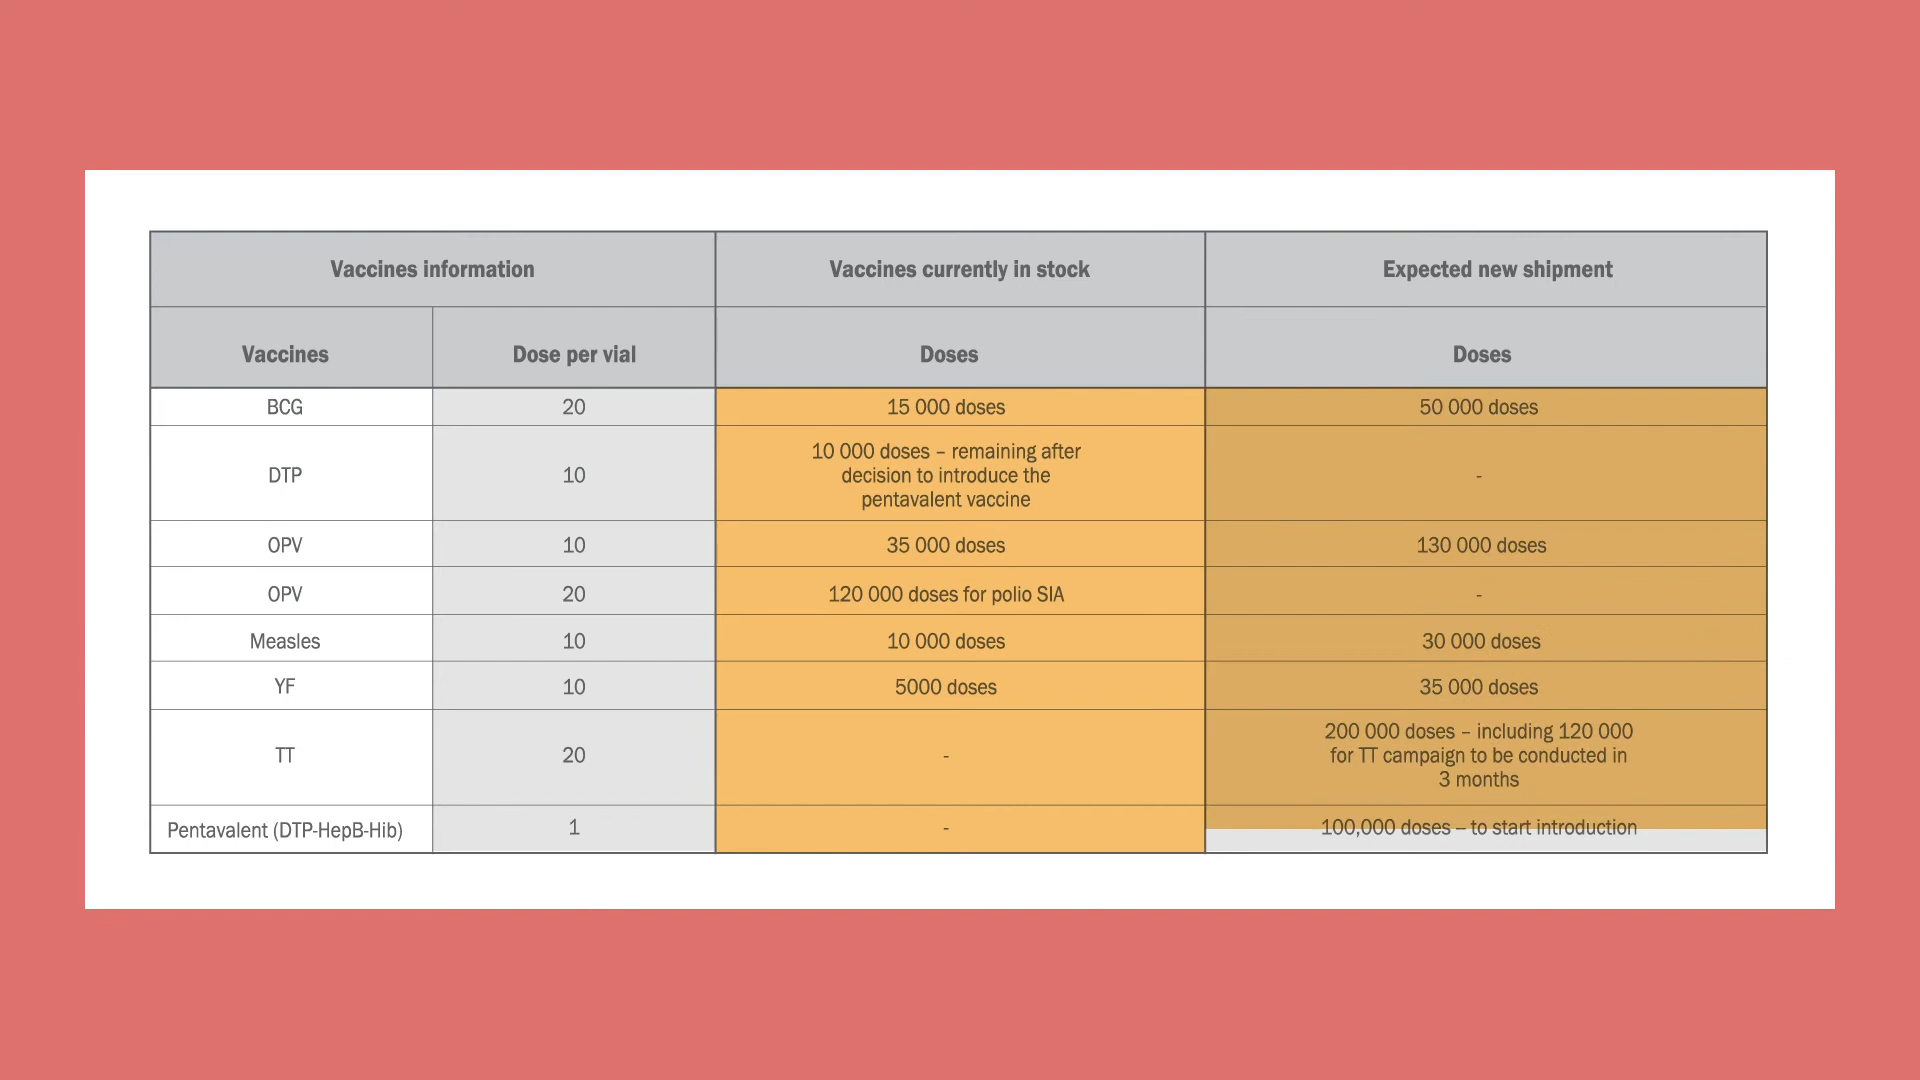 Vaccines information
Vaccines currently in stock
Expected new shipment
Vaccines
Dose per vial
Doses
Doses
BCG
20
15 000 doses
50 000 doses
DTP
10
10 000 doses – remaining after
decision to introduce the
pentavalent vaccine
-
OPV
10
35 000 doses
130 000 doses
OPV
20
120 000 doses for polio SIA
-
Measles
10
10 000 doses
30 000 doses
YF
10
5000 doses
35 000 doses
TT
20
-
200 000 doses – including 120 000
for TT campaign to be conducted in
3 months
Pentavalent (DTP-HepB-Hib)
1
-
100,000 doses – to start introduction